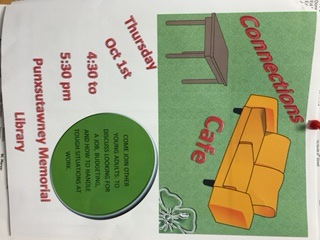 Connections
Cafe
COME JOIN OTHER
YOUNG ADULTS. TO
DISCUSS LOOKING FOR
A JOB, BUDGETING,
AND HOW TO HANDLE
TOUGH SITUATIONS AT
WORK.
Thursday
Oct 1st
4:30 to
5:30 pm
Punxsutawney Memorial
Library